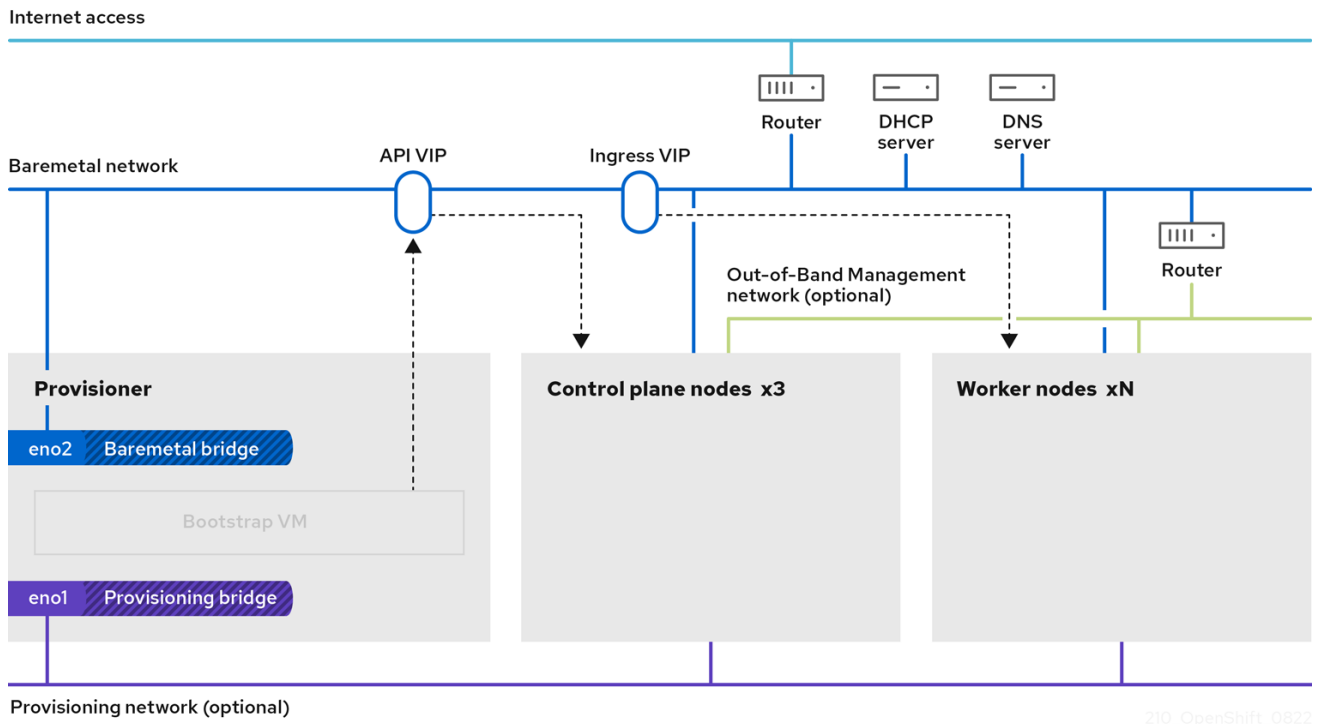 Internet access
Router
DHCP
server
DNS
server
Baremetal network
API VIP
Ingress VIP
Router
Out-of-Band Management
network (optional)
Provisioner
Control plane nodes x3
Worker nodes xN
eno2
Baremetal bridge
Bootstrap VM
eno1
Provisioning bridge
Provisioning network (optional)
210_OpenShift_0822